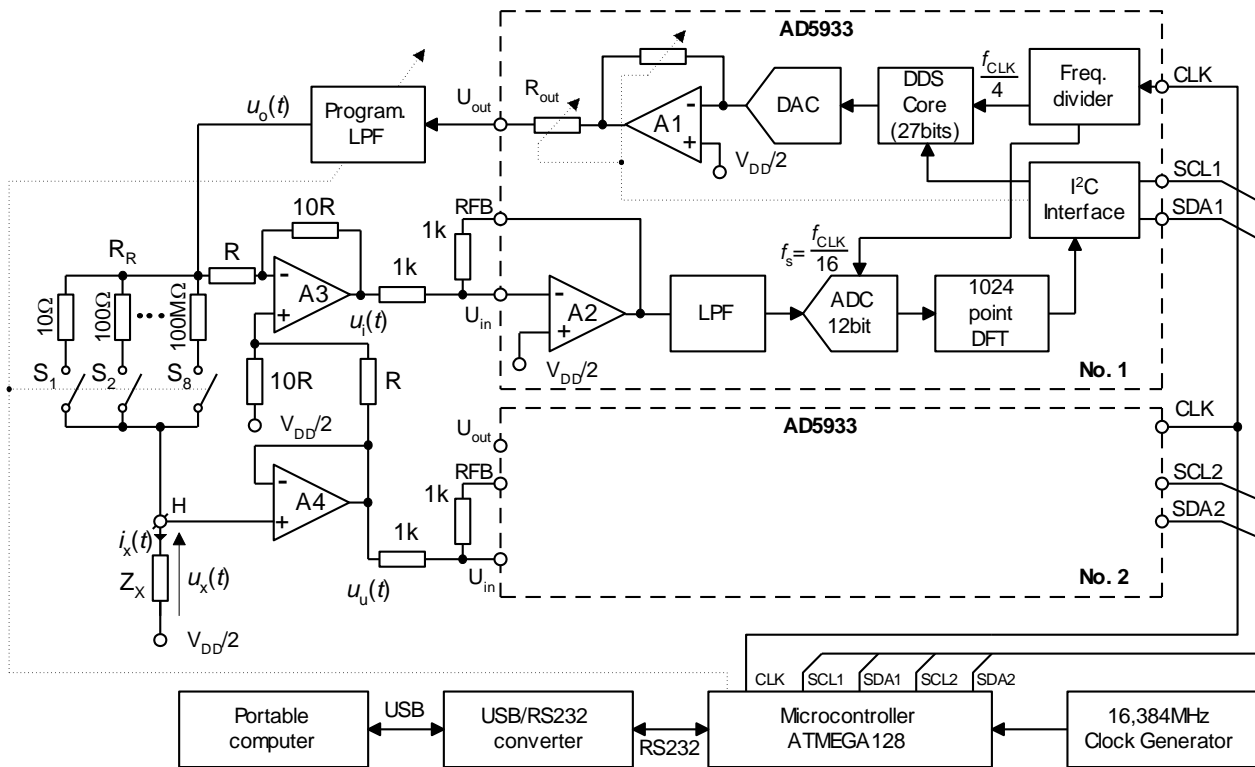 AD5933
CLK
f_CLK/4
Freq. divider
DDS Core (27bits)
DAC
A1
-
+
V_DD/2
R_out
U_out
Program. LPF
u_o(t)
I²C Interface
SCL1
SDA1
f_s= f_CLK/16
RFB
1k
10R
R
R_R
-
+
A3
1k
u_i(t)
U_in
-
+
A2
V_DD/2
LPF
ADC 12bit
1024 point DFT
No. 1
10Ω
100Ω
100MΩ
S_1
S_2
S_8
10R
R
V_DD/2
AD5933
CLK
U_out
RFB
SCL2
SDA2
-
+
A4
H
1k
1k
i_x(t)
Z_X
u_x(t)
V_DD/2
u_u(t)
U_in
No. 2
CLK
SCL1
SDA1
SCL2
SDA2
Portable computer
USB
USB/RS232 converter
RS232
Microcontroller ATMEGA128
16,384MHz Clock Generator